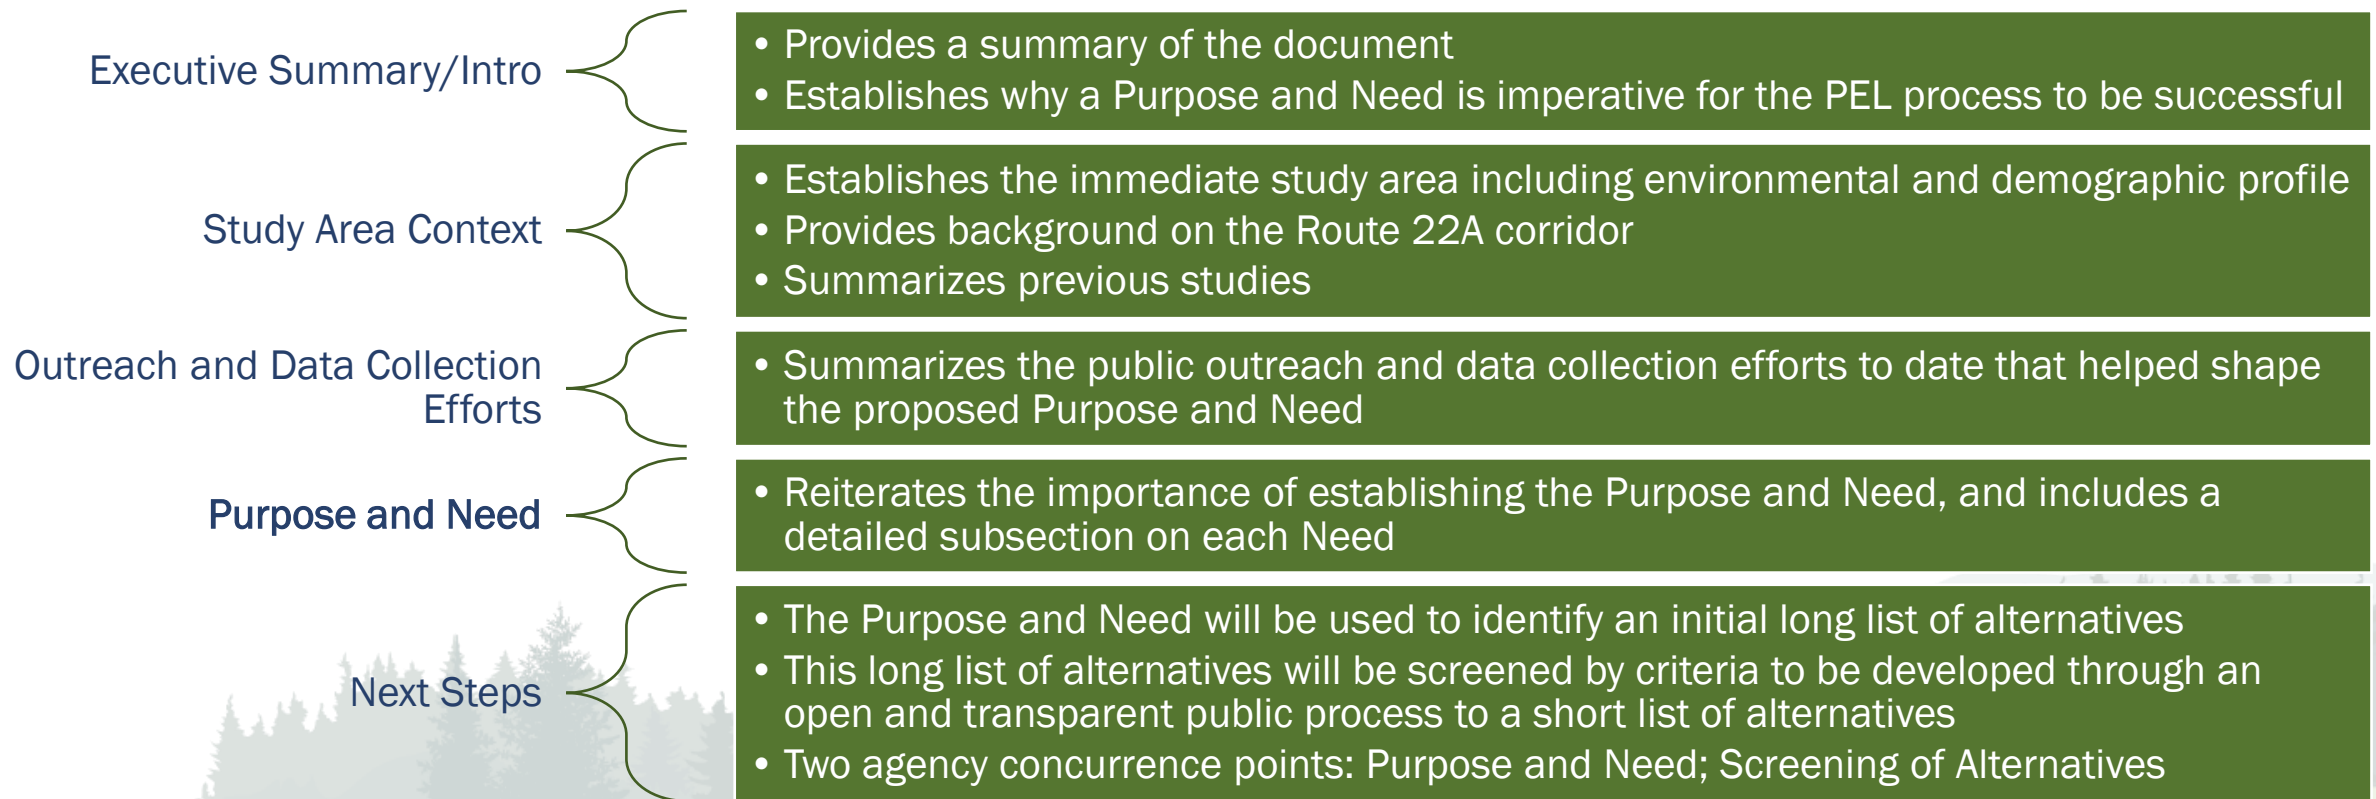 Executive Summary/Intro
• Provides a summary of the document
• Establishes why a Purpose and Need is imperative for the PEL process to be successful
Study Area Context
• Establishes the immediate study area including environmental and demographic profile
• Provides background on the Route 22A corridor
• Summarizes previous studies
Outreach and Data Collection
Efforts
• Summarizes the public outreach and data collection efforts to date that helped shape
the proposed Purpose and Need
Purpose and Need
• Reiterates the importance of establishing the Purpose and Need, and includes a
detailed subsection on each Need
Next Steps
• The Purpose and Need will be used to identify an initial long list of alternatives
• This long list of alternatives will be screened by criteria to be developed through an
open and transparent public process to a short list of alternatives
• Two agency concurrence points: Purpose and Need; Screening of Alternatives